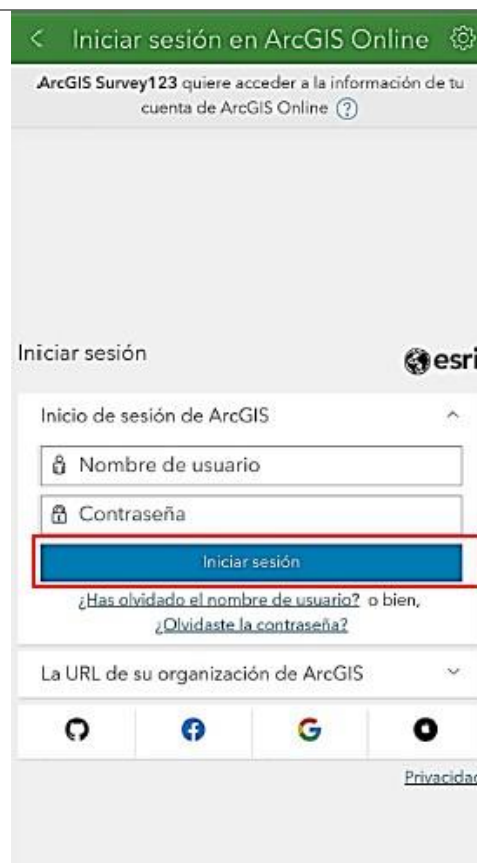 Iniciar sesión en ArcGIS Online
ArcGIS Survey123 quiere acceder a la información de tu
cuenta de ArcGIS Online ?
Iniciar sesión
esri
Inicio de sesión de ArcGIS
Nombre de usuario
Contraseña
Iniciar sesión
¿Has olvidado el nombre de usuario? o bien,
¿Olvidaste la contraseña?
La URL de su organización de ArcGIS
Privacidad